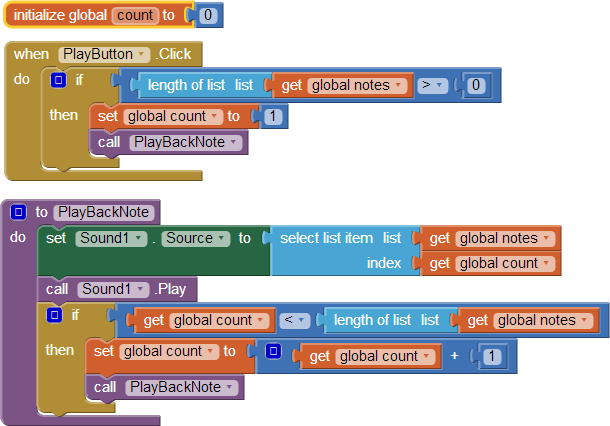 initialize global count to 0
when PlayButton .Click
do if length of list list get global notes > 0
then set global count to 1
call PlayBackNote
to PlayBackNote
do set Sound1 . Source to select list item list get global notes
index get global count
call Sound1 .Play
if get global count < length of list list get global notes
then set global count to get global count + 1
call PlayBackNote